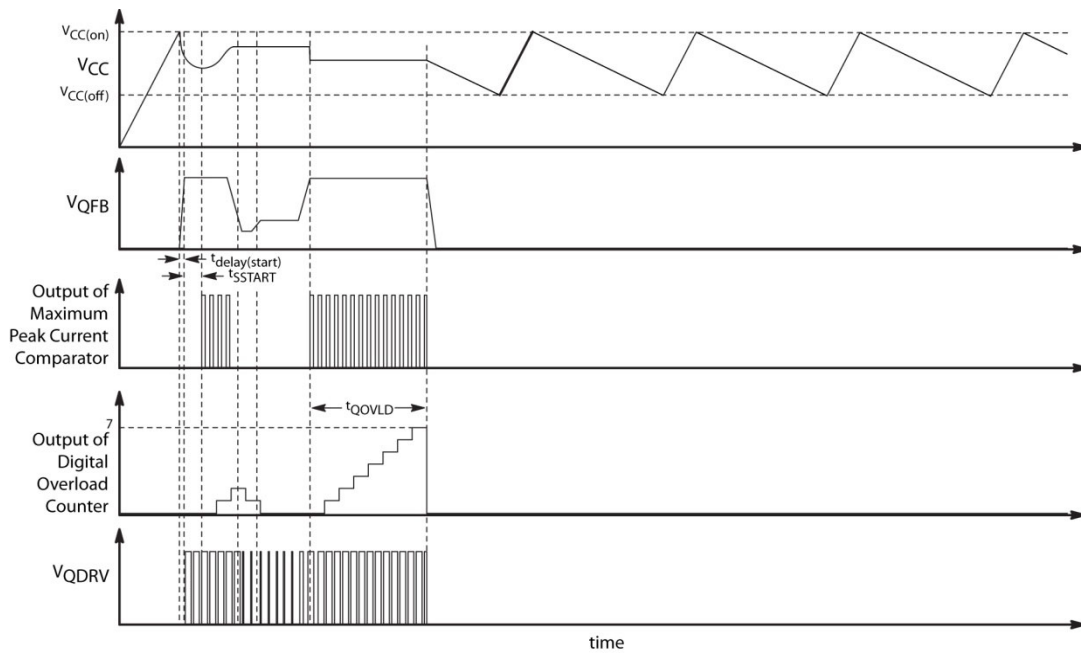 VCC(on)
VCC
VCC(off)
VQFB
tdelay(start)
tSSTART
Output of
Maximum
Peak Current
Comparator
7
tQOVLD
Output of
Digital
Overload
Counter
VQDRV
time